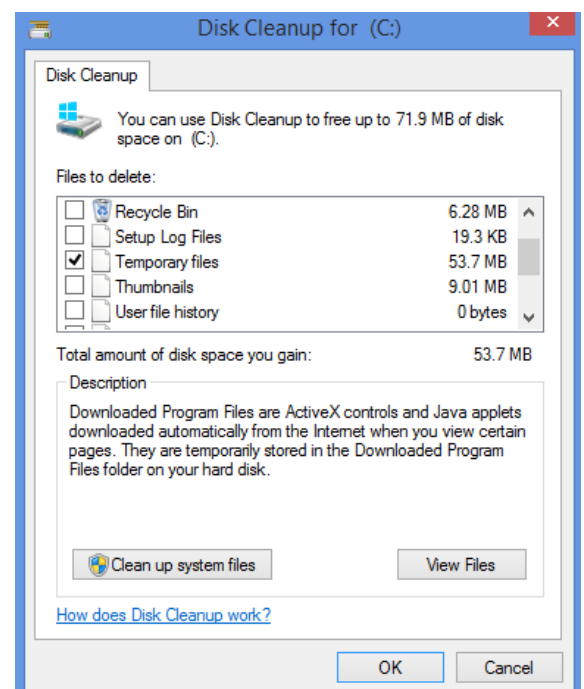 Disk Cleanup for  (C:)
Disk Cleanup
You can use Disk Cleanup to free up to 71.9 MB of disk
space on  (C:).
Files to delete:
Recycle Bin 6.28 MB
Setup Log Files 19.3 KB
Temporary files 53.7 MB
Thumbnails 9.01 MB
User file history 0 bytes
Total amount of disk space you gain: 53.7 MB
Description
Downloaded Program Files are ActiveX controls and Java applets
downloaded automatically from the Internet when you view certain
pages. They are temporarily stored in the Downloaded Program
Files folder on your hard disk.
Clean up system files View Files
How does Disk Cleanup work?
OK Cancel